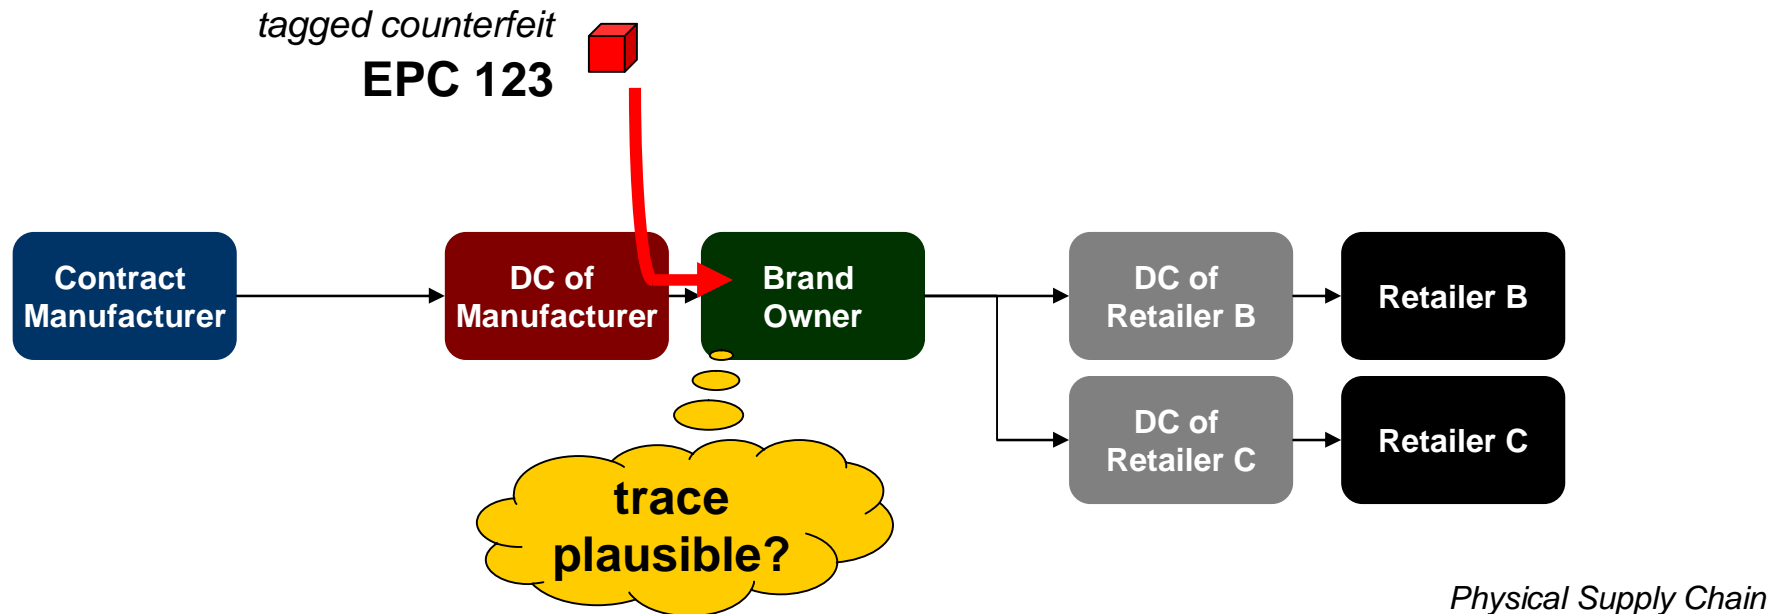 tagged counterfeit
EPC 123
Contract
Manufacturer
DC of
Manufacturer
Brand
Owner
DC of
Retailer B
Retailer B
DC of
Retailer C
Retailer C
trace
plausible?
Physical Supply Chain